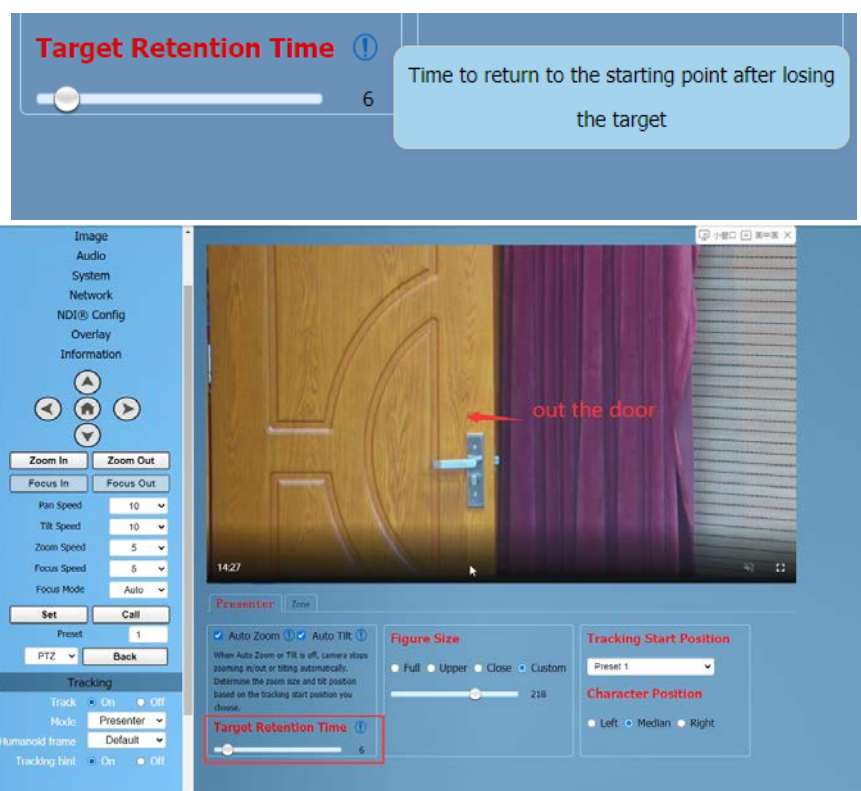 Target Retention Time
6
Time to return to the starting point after losing
the target
小窗口
Image
Audio
System
Network
NDI® Config
Overlay
Information
out the door
Zoom In Zoom Out
Focus In Focus Out
Pan Speed 10
Tilt Speed 10
Zoom Speed 5
Focus Speed 5
Focus Mode Auto
14:27
Set Call
Preset 1
PTZ Back
Presenter Zone
Auto Zoom Auto Tilt
When Auto Zoom or Tilt is off, camera stops
zooming in/out or tilting automatically.
Determine the zoom size and tilt position
based on the tracking start position you
choose.
Figure Size
Full Upper Close Custom
218
Tracking Start Position
Preset 1
Character Position
Left Median Right
Target Retention Time
6
Tracking
Track On Off
Mode Presenter
Humanoid frame Default
Tracking hint On Off